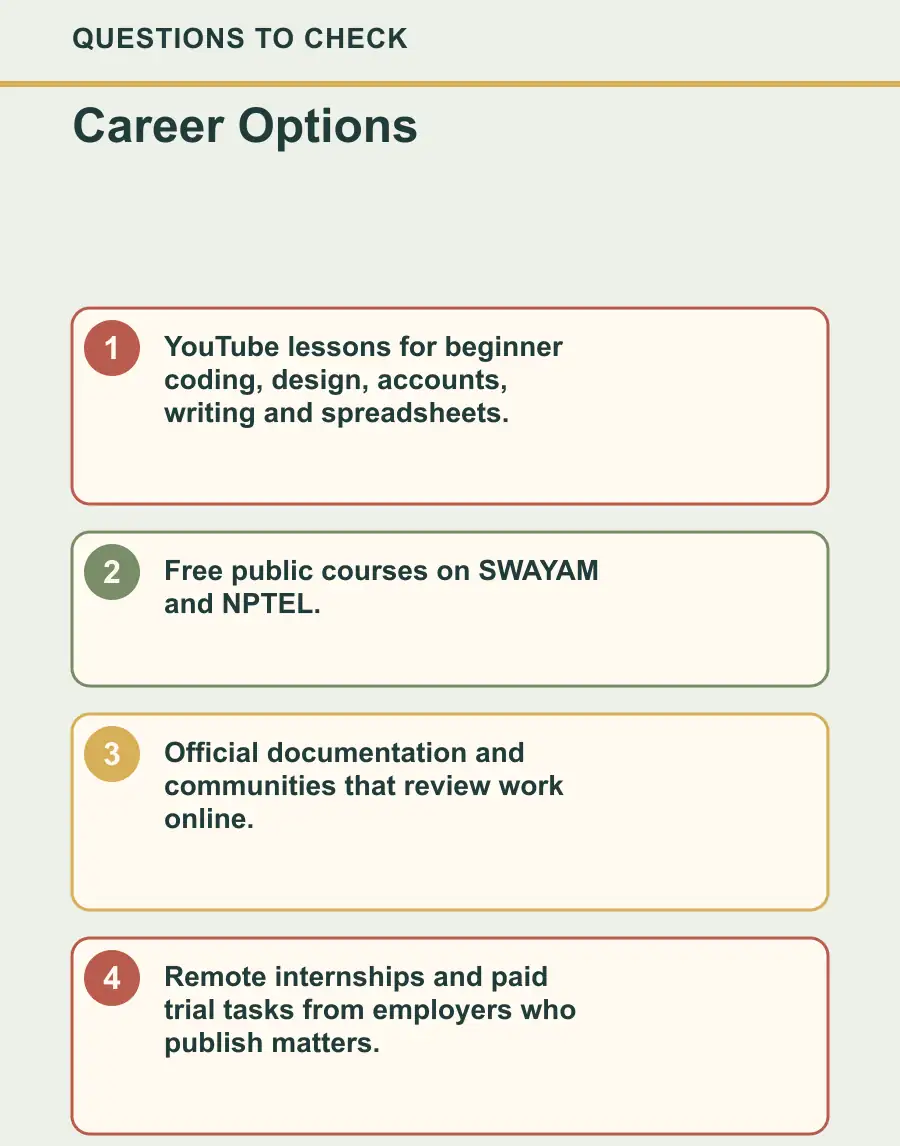 QUESTIONS TO CHECK
Career Options
1
YouTube lessons for beginner
coding, design, accounts,
writing and spreadsheets.
2
Free public courses on SWAYAM
and NPTEL.
3
Official documentation and
communities that review work
online.
4
Remote internships and paid
trial tasks from employers who
publish matters.